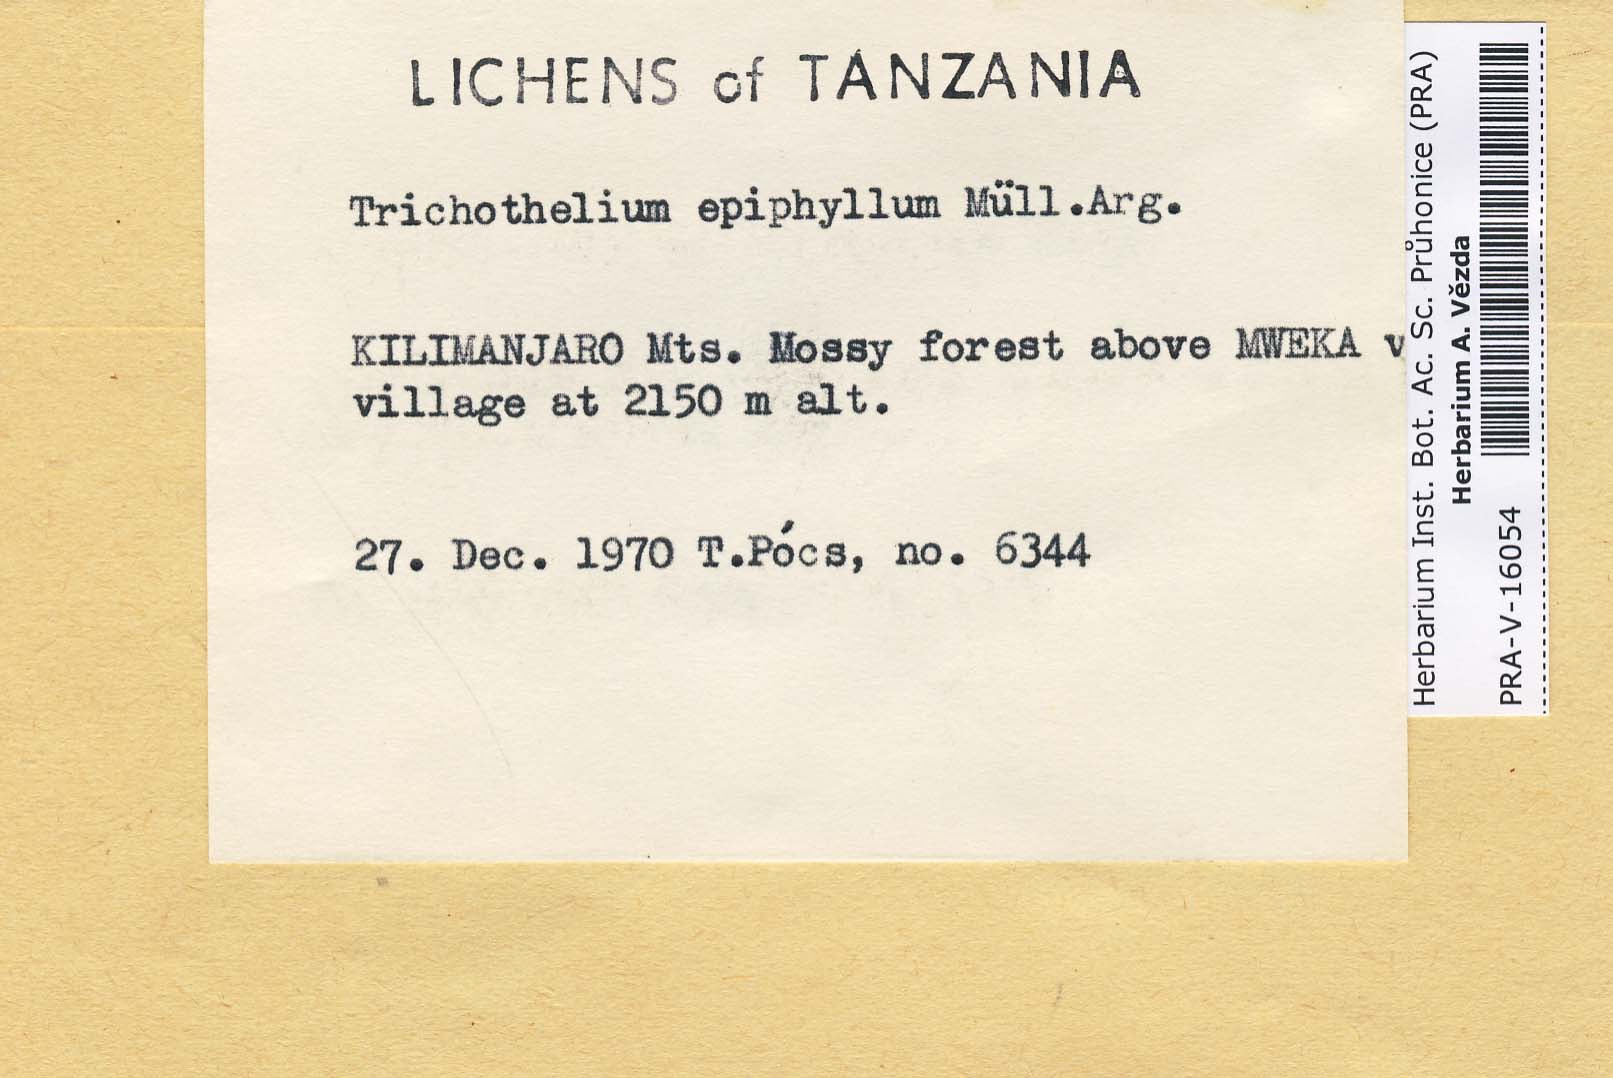 LICHENS of TANZANIA
Trichothelium epiphyllum Müll.Arg.
KILIMANJARO Mts. Mossy forest above MWEKA v
village at 2150 m alt.
27. Dec. 1970 T.Pócs, no. 6344
Herbarium Inst. Bot. Ac. Sc. Průhonice (PRA)
Herbarium A. Vězda
PRA-V-16054